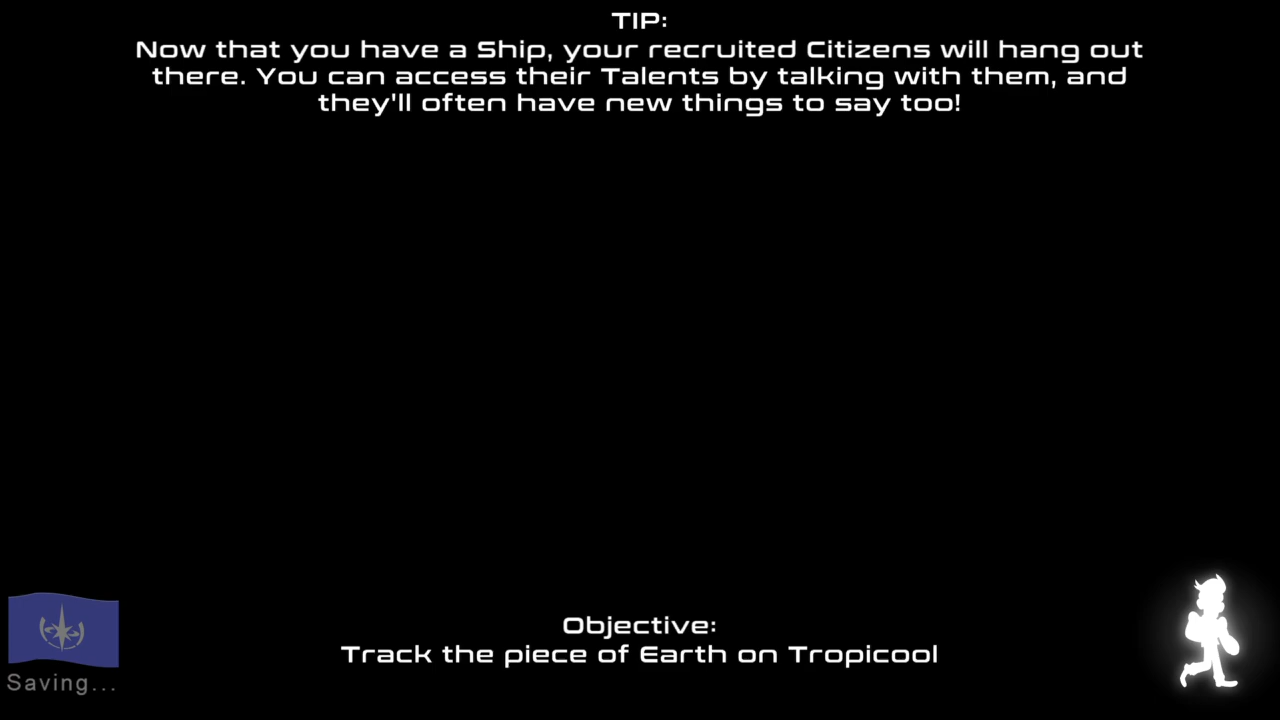 TIP:
Now that you have a Ship, your recruited Citizens will hang out
there. You can access their Talents by talking with them, and
they'll often have new things to say too!
Objective:
Track the piece of Earth on Tropicool
Saving...